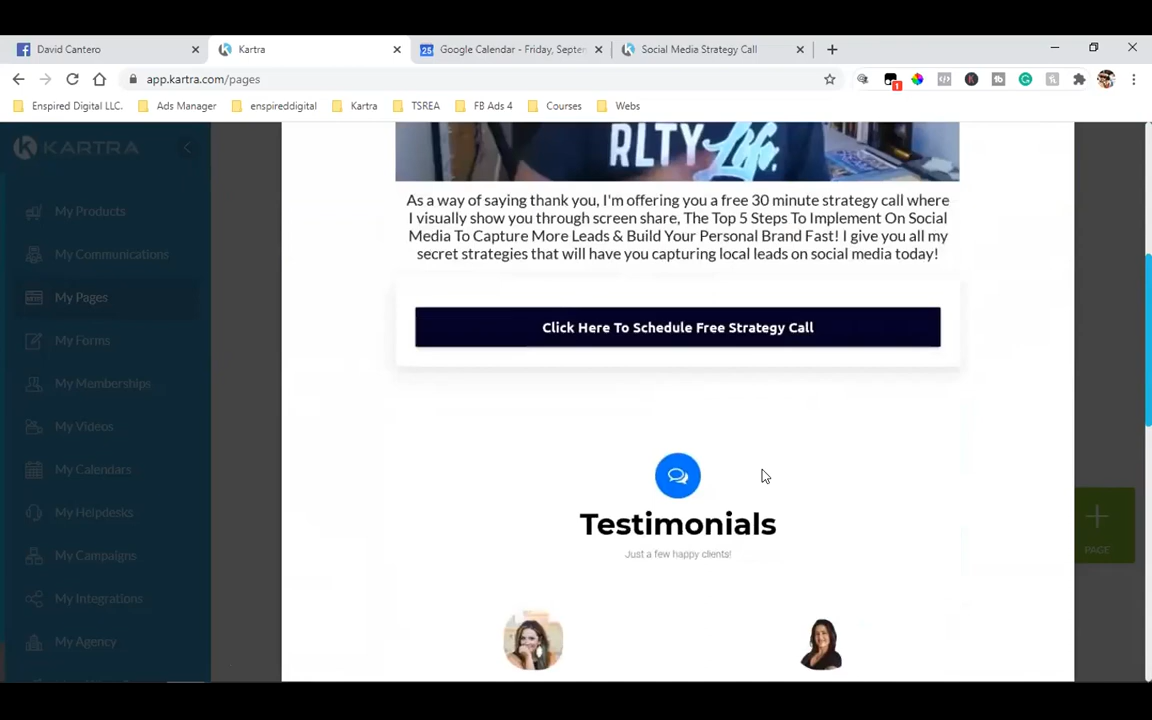 David Cantero
Kartra
Google Calendar - Friday, Septem
Social Media Strategy Call
app.kartra.com/pages
1
Enspired Digital LLC.
Ads Manager
enspireddigital
Kartra
TSREA
FB Ads 4
Courses
Webs
KARTRA
My Products
My Communications
My Pages
My Forms
My Memberships
My Videos
My Calendars
My Helpdesks
My Campaigns
My Integrations
My Agency
RLTY Life.
As a way of saying thank you, I'm offering you a free 30 minute strategy call where
I visually show you through screen share, The Top 5 Steps To Implement On Social
Media To Capture More Leads & Build Your Personal Brand Fast! I give you all my
secret strategies that will have you capturing local leads on social media today!
Click Here To Schedule Free Strategy Call
Testimonials
Just a few happy clients!
PAGE